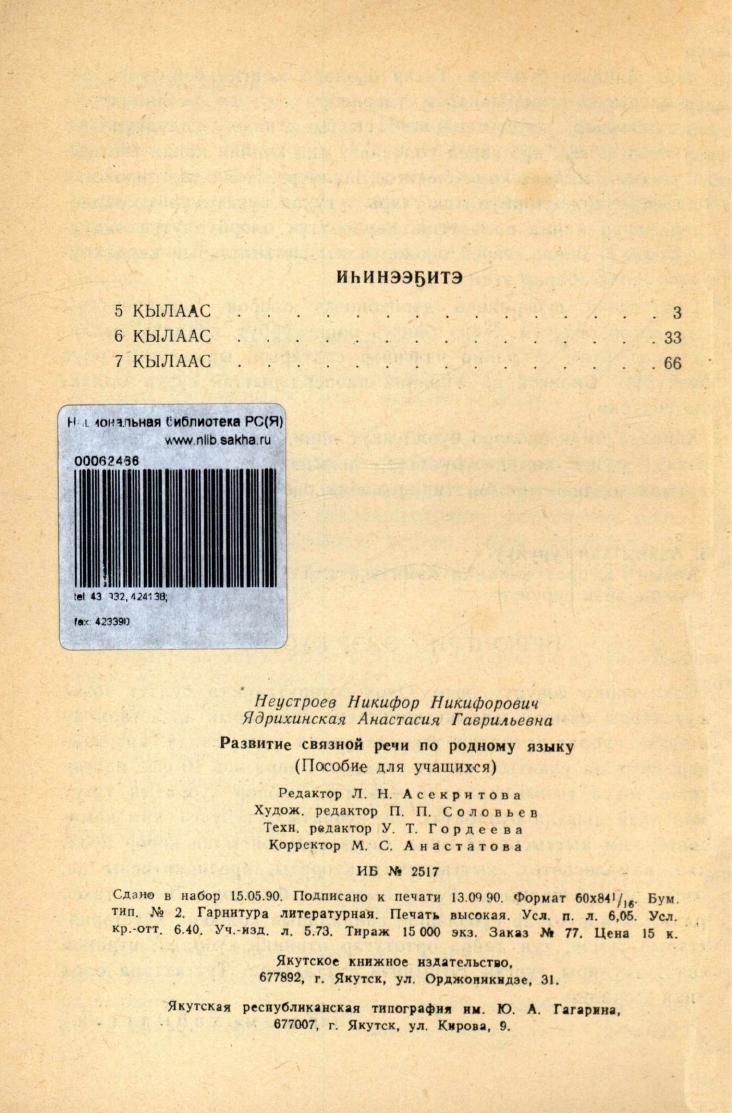 ИҺИНЭЭҔИТЭ
5 КЫЛААС . . . . . . . . . . . . . . . 3
6 КЫЛААС . . . . . . . . . . . . . . . 33
7 КЫЛААС . . . . . . . . . . . . . . . 66
Национальная библиотека РС(Я)
www.nlib.sakha.ru
00062466
fax: 423390
Неустроев Никифор Никифорович
Ядрихинская Анастасия Гаврильевна
Развитие связной речи по родному языку
(Пособие для учащихся)
Редактор Л. Н. Асекритова
Худож. редактор П. П. Соловьев
Техн. редактор У. Т. Гордеева
Корректор М. С. Анастатова
ИБ № 2517
Сдано в набор 15.05.90. Подписано к печати 13.09 90. Формат 60х84¹/₁₆. Бум.
тип. № 2. Гарнитура литературная. Печать высокая. Усл. п. л. 6,05. Усл.
кр.-отт. 6.40. Уч.-изд. л. 5.73. Тираж 15 000 экз. Заказ № 77. Цена 15 к.
Якутское книжное издательство,
677892, г. Якутск, ул. Орджоникидзе, 31.
Якутская республиканская типография им. Ю. А. Гагарина,
677007, г. Якутск, ул. Кирова, 9.